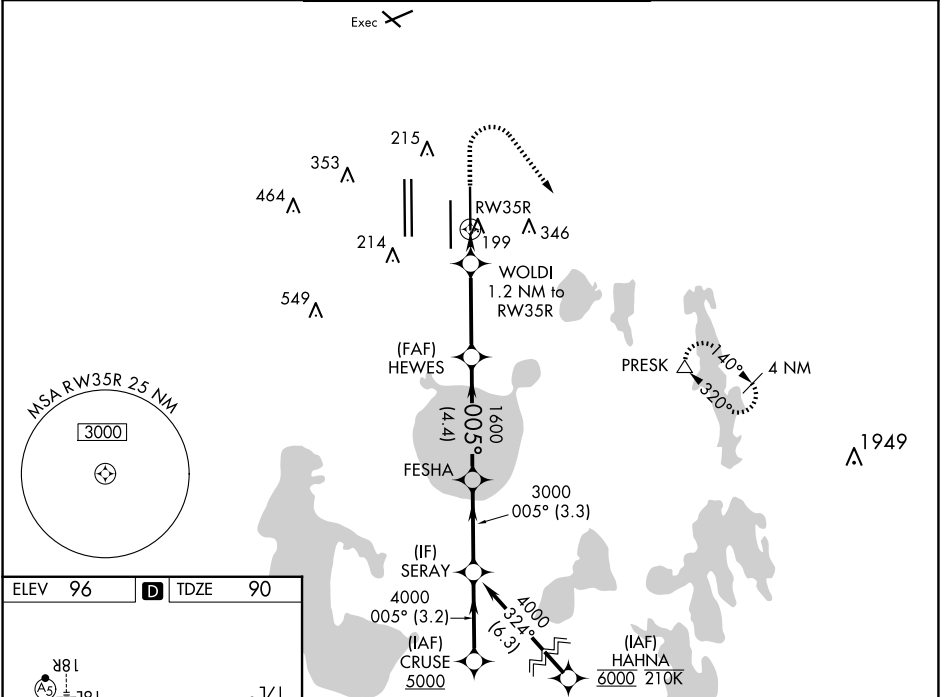 Exec
215
353
464
RW35R
346
199
214
WOLDI
1.2 NM to
RW35R
549
(FAF)
HEWES
PRESK
140°
4 NM
320°
MSA RW35R 25 NM
3000
1600
005°
(4.4)
1949
FESHA
3000
005° (3.3)
(IF)
SERAY
4000
005° (3.2)
4000
324°
(6.3)
(IAF)
CRUSE
5000
(IAF)
HAHNA
6000 210K
ELEV 96 D TDZE 90
18R
A5
18L
17L